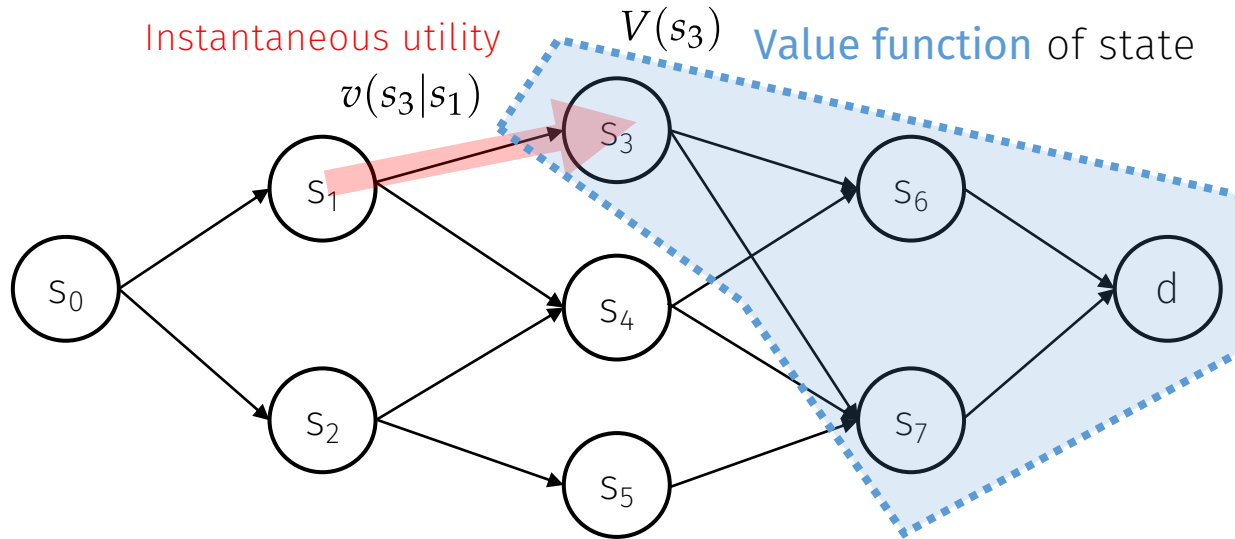 Instantaneous utility
V(s₃)
Value function of state
v(s₃|s₁)
s₃
s₁
s₆
s₀
d
s₄
s₂
s₇
s₅